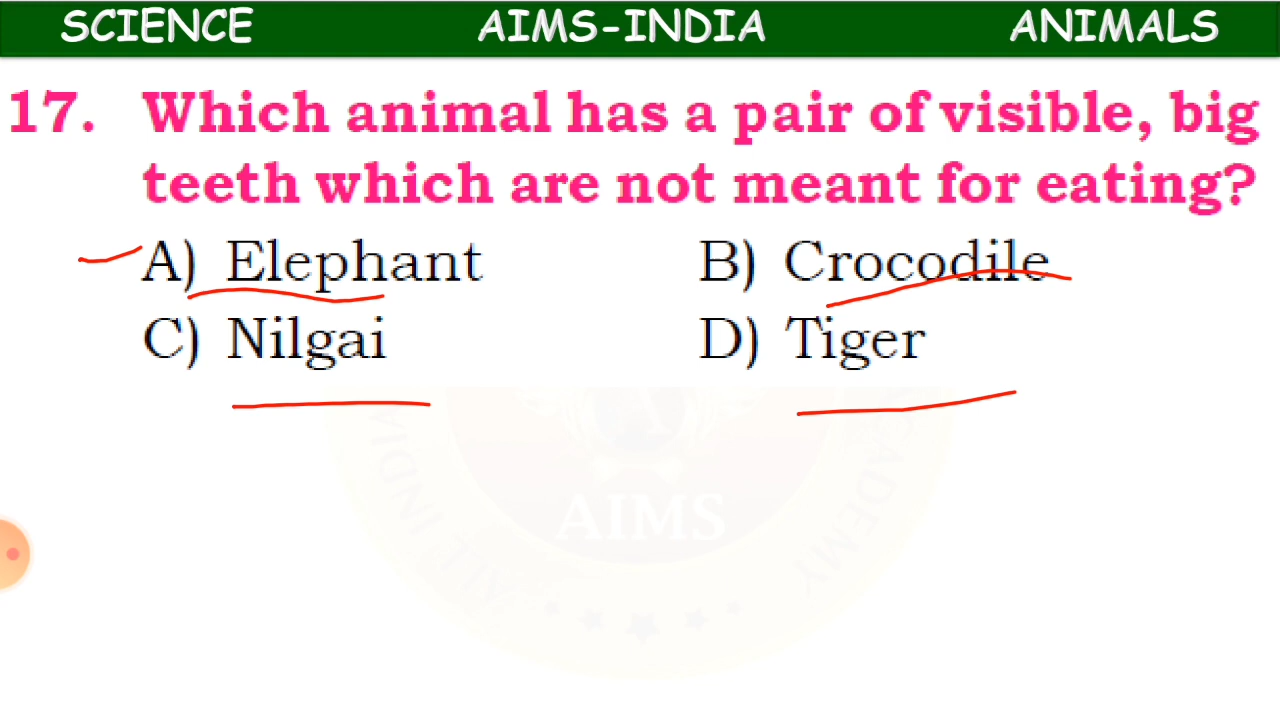 SCIENCE AIMS-INDIA ANIMALS
17. Which animal has a pair of visible, big
teeth which are not meant for eating?
A) Elephant B) Crocodile
C) Nilgai D) Tiger
AIMS